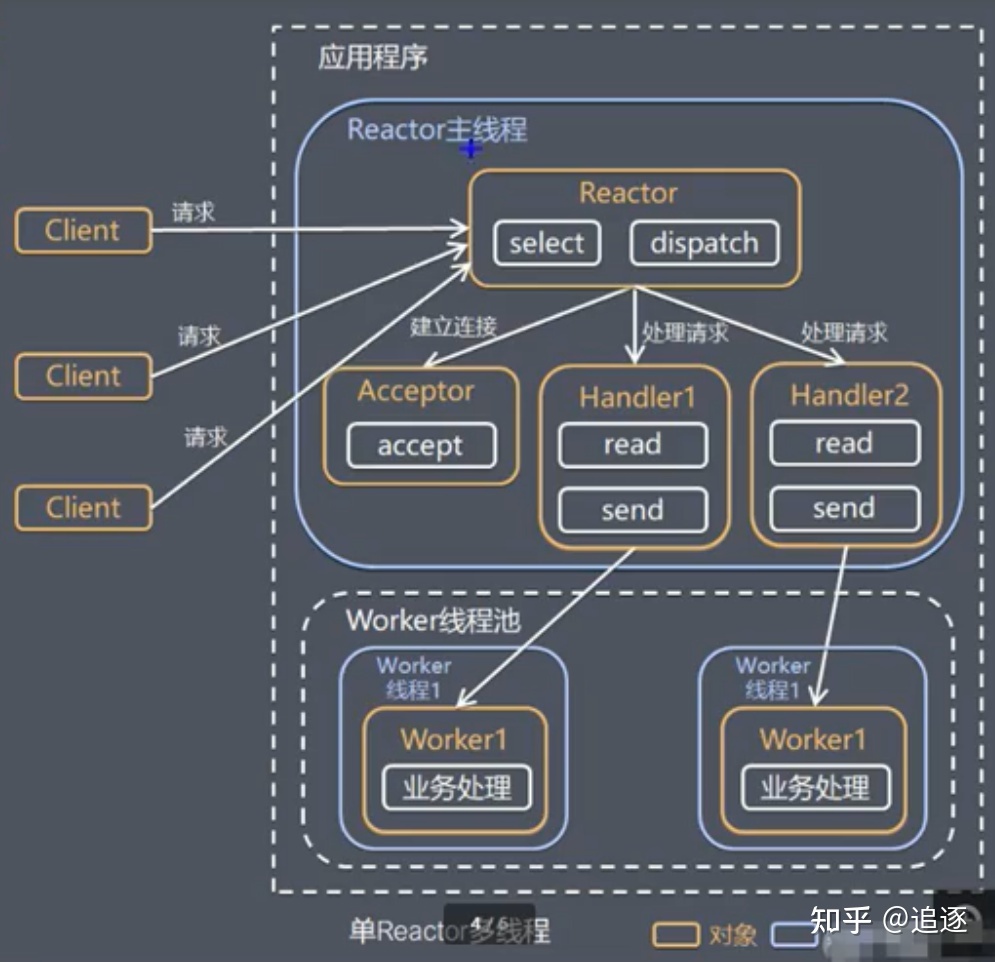 应用程序
Reactor主线程
Reactor
select
dispatch
Client
请求
Client
请求
Client
请求
建立连接
处理请求
处理请求
Acceptor
accept
Handler1
read
send
Handler2
read
send
Worker线程池
Worker
线程1
Worker1
业务处理
Worker
线程1
Worker1
业务处理
单Reactor多线程
对象
知乎 @追逐